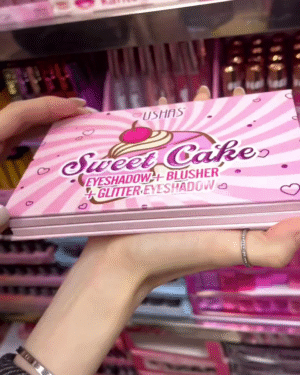 USHAS
Sweet Cake
EYESHADOW + BLUSHER
+ GLITTER EYESHADOW